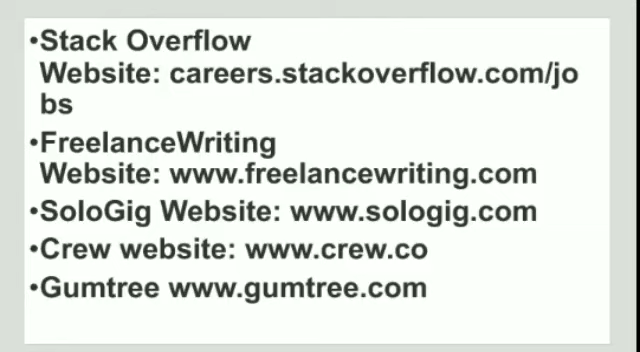 •Stack Overflow
Website: careers.stackoverflow.com/jo
bs
•FreelanceWriting
Website: www.freelancewriting.com
•SoloGig Website: www.sologig.com
•Crew website: www.crew.co
•Gumtree www.gumtree.com